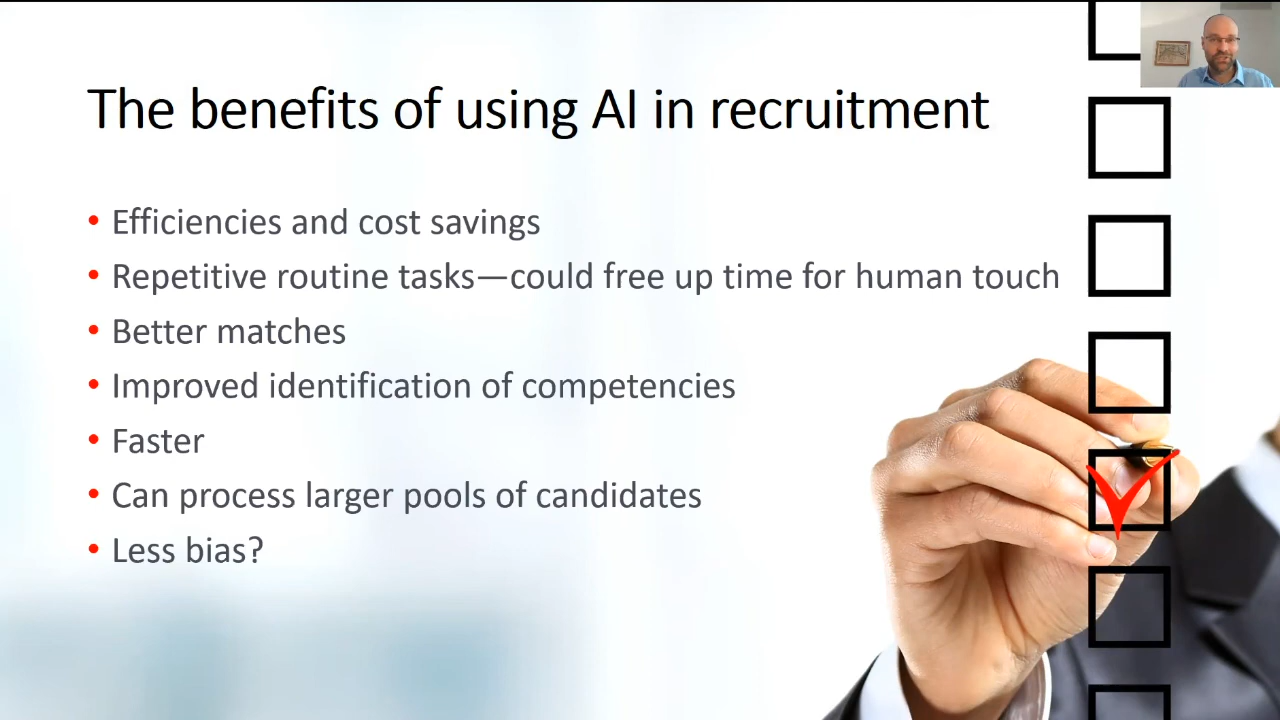 The benefits of using AI in recruitment
• Efficiencies and cost savings
• Repetitive routine tasks—could free up time for human touch
• Better matches
• Improved identification of competencies
• Faster
• Can process larger pools of candidates
• Less bias?